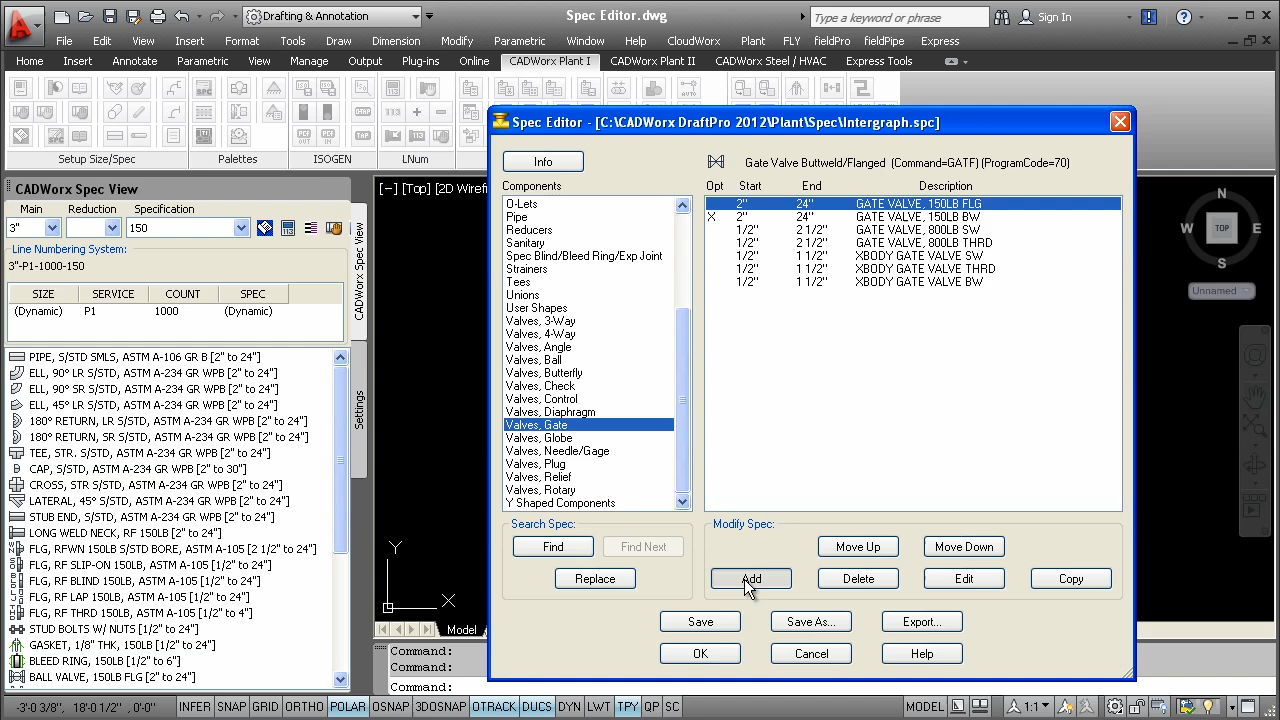 Drafting & Annotation
Spec Editor.dwg
Type a keyword or phrase
Sign In
File Edit View Insert Format Tools Draw Dimension Modify Parametric Window Help CloudWorx Plant FLY fieldPro fieldPipe Express
Home Insert Annotate Parametric View Manage Output Plug-ins Online CADWorx Plant I CADWorx Plant II CADWorx Steel / HVAC Express Tools
Setup Size/Spec Palettes ISOGEN LNum
CADWorx Spec View
Main Reduction Specification
3" 150
Line Numbering System:
3"-P1-1000-150
SIZE SERVICE COUNT SPEC
(Dynamic) P1 1000 (Dynamic)
PIPE, S/STD SMLS, ASTM A-106 GR B [2" to 24"]
ELL, 90° LR S/STD, ASTM A-234 GR WPB [2" to 24"]
ELL, 90° SR S/STD, ASTM A-234 GR WPB [2" to 24"]
ELL, 45° LR S/STD, ASTM A-234 GR WPB [2" to 24"]
180° RETURN, LR S/STD, ASTM A-234 GR WPB [2" to 24"]
180° RETURN, SR S/STD, ASTM A-234 GR WPB [2" to 24"]
TEE, STR. S/STD, ASTM A-234 GR WPB [2" to 24"]
CAP, S/STD, ASTM A-234 GR WPB [2" to 30"]
CROSS, STR S/STD, ASTM A-234 GR WPB [2" to 24"]
LATERAL, 45° S/STD, ASTM A-234 GR WPB [2" to 24"]
STUB END, S/STD, ASTM A-234 GR WPB [2" to 24"]
LONG WELD NECK, RF 150LB [2" to 24"]
FLG, RFWN 150LB S/STD BORE, ASTM A-105 [2 1/2" to 24"]
FLG, RF SLIP-ON 150LB, ASTM A-105 [2" to 24"]
FLG, RF BLIND 150LB, ASTM A-105 [2" to 24"]
FLG, RF LAP 150LB, ASTM A-105 [1/2" to 24"]
FLG, RF THRD 150LB, ASTM A-105 [1/2" to 4"]
STUD BOLTS W/ NUTS [1/2" to 24"]
GASKET, 1/8" THK, 150LB [1/2" to 24"]
BLEED RING, 150LB [1/2" to 6"]
BALL VALVE, 150LB FLG [2" to 24"]
CADWorx Spec View
Settings
[−] [Top] [2D Wirefr
Y
X
Model
N
W TOP E
S
Unnamed
Spec Editor - [C:\CADWorx DraftPro 2012\Plant\Spec\Intergraph.spc]
Info
Gate Valve Buttweld/Flanged (Command=GATF) (ProgramCode=70)
Components
O-Lets
Pipe
Reducers
Sanitary
Spec Blind/Bleed Ring/Exp Joint
Strainers
Tees
Unions
User Shapes
Valves, 3-Way
Valves, 4-Way
Valves, Angle
Valves, Ball
Valves, Butterfly
Valves, Check
Valves, Control
Valves, Diaphragm
Valves, Gate
Valves, Globe
Valves, Needle/Gage
Valves, Plug
Valves, Relief
Valves, Rotary
Y Shaped Components
Opt Start End Description
2" 24" GATE VALVE, 150LB FLG
X 2" 24" GATE VALVE, 150LB BW
1/2" 2 1/2" GATE VALVE, 800LB SW
1/2" 2 1/2" GATE VALVE, 800LB THRD
1/2" 1 1/2" XBODY GATE VALVE SW
1/2" 1 1/2" XBODY GATE VALVE THRD
1/2" 1 1/2" XBODY GATE VALVE BW
Search Spec:
Find Find Next
Replace
Modify Spec:
Move Up Move Down
Add Delete Edit Copy
Save Save As... Export...
OK Cancel Help
Command:
Command:
Command:
-3'-0 3/8", 18'-0 1/2" , 0'-0" INFER SNAP GRID ORTHO POLAR OSNAP 3DOSNAP OTRACK DUCS DYN LWT TPY QP SC MODEL 1:1